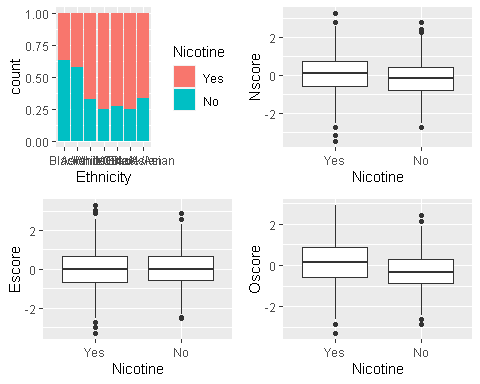 1.00
0.75
0.50
0.25
0.00
count
Ethnicity
Nicotine
Yes
No
Nscore
2
0
-2
Yes
No
Nicotine
Escore
2
0
-2
Yes
No
Nicotine
Oscore
2
0
-2
Yes
No
Nicotine